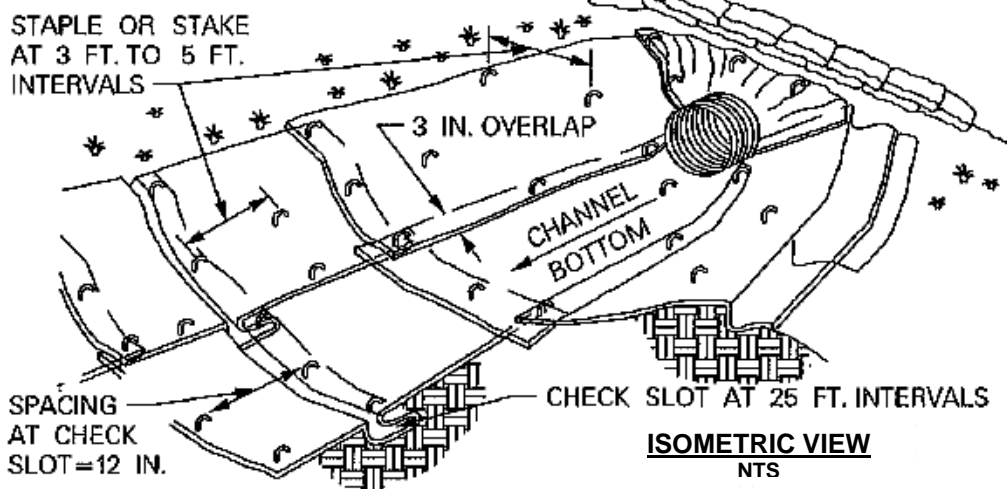 STAPLE OR STAKE
AT 3 FT. TO 5 FT.
INTERVALS
3 IN. OVERLAP
CHANNEL
BOTTOM
SPACING
AT CHECK
SLOT=12 IN.
CHECK SLOT AT 25 FT. INTERVALS
ISOMETRIC VIEW
NTS